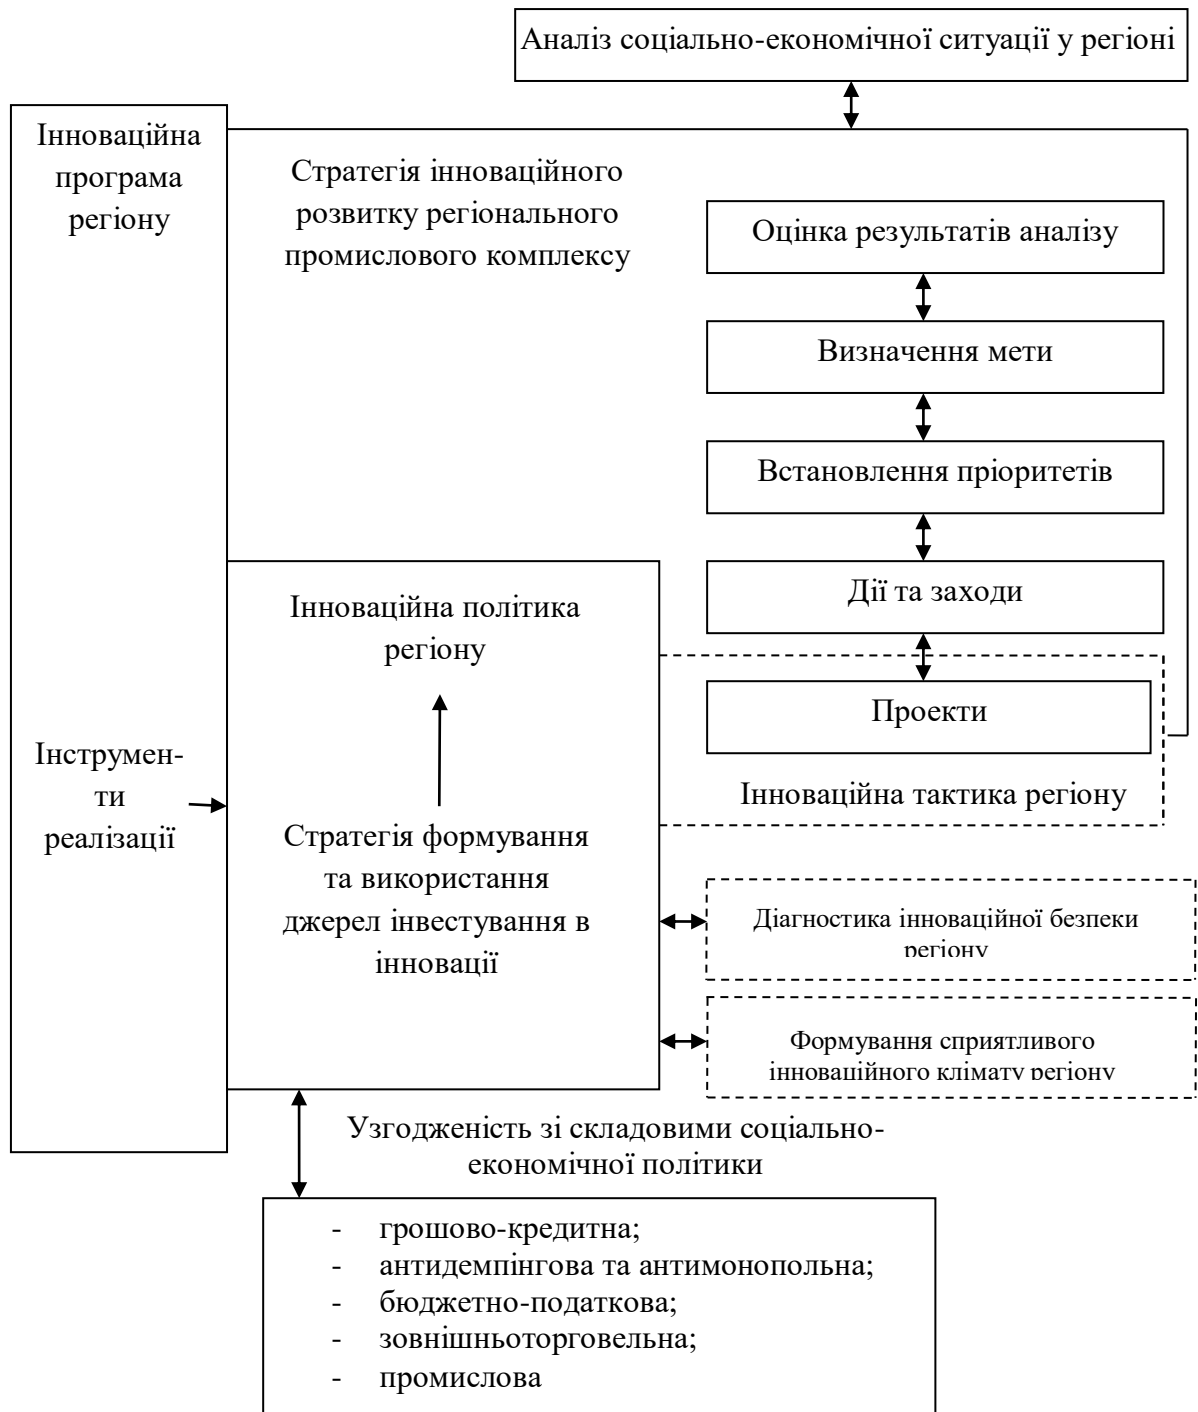 Аналіз соціально-економічної ситуації у регіоні
Інноваційна
програма
регіону
Стратегія інноваційного
розвитку регіонального
промислового комплексу
Оцінка результатів аналізу
Визначення мети
Встановлення пріоритетів
Дії та заходи
Інноваційна політика
регіону
Проекти
Інноваційна тактика регіону
Інструмен-
ти
реалізації
Стратегія формування
та використання
джерел інвестування в
інновації
Діагностика інноваційної безпеки
регіону
Формування сприятливого
інноваційного клімату регіону
Узгодженість зі складовими соціально-
економічної політики
- грошово-кредитна;
- антидемпінгова та антимонопольна;
- бюджетно-податкова;
- зовнішньоторговельна;
- промислова